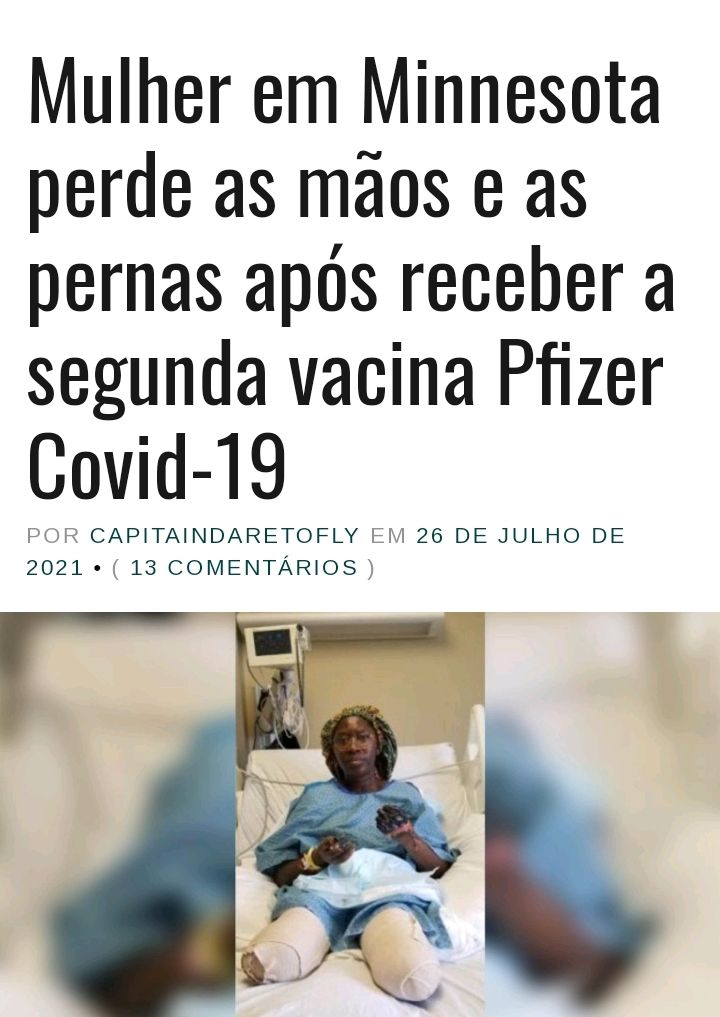 Mulher em Minnesota
perde as mãos e as
pernas após receber a
segunda vacina Pfizer
Covid-19
POR CAPITAINDARETOFLY EM 26 DE JULHO DE
2021 • ( 13 COMENTÁRIOS )